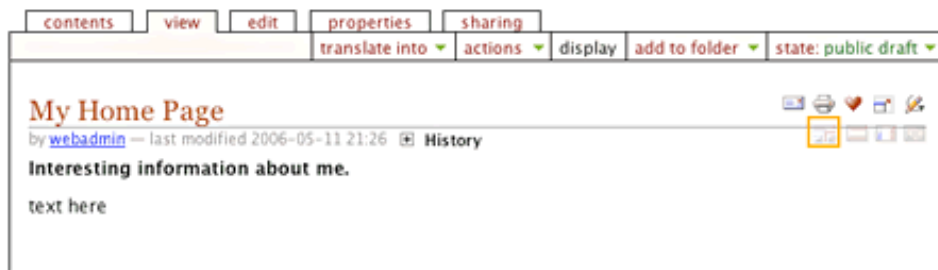 contents view edit properties sharing
translate into actions display add to folder state: public draft
My Home Page
by webadmin — last modified 2006-05-11 21:26 History
Interesting information about me.
text here